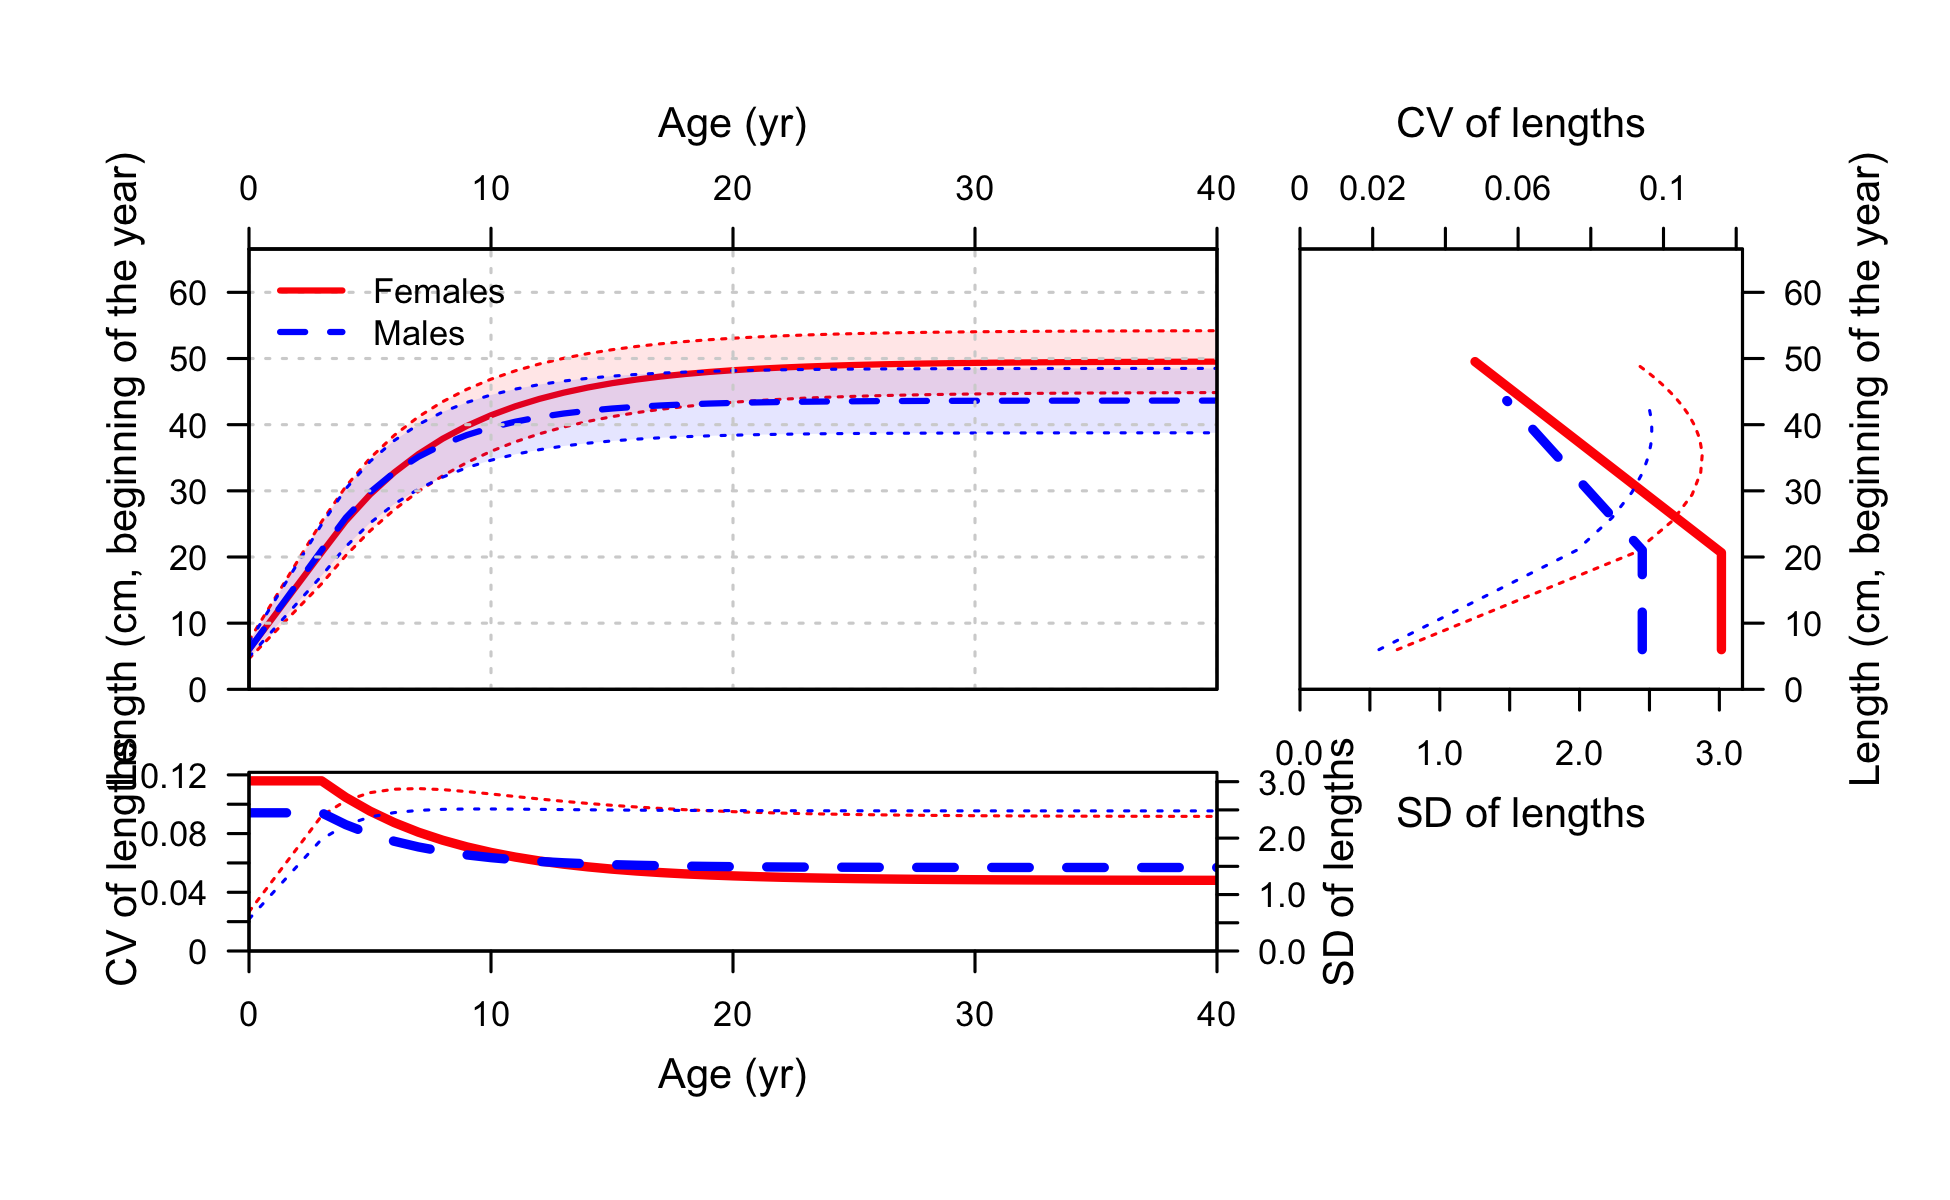 Age (yr)
CV of lengths
0 10 20 30 40
0 0.02 0.06 0.1
Length (cm, beginning of the year)
60
50
40
30
20
10
0
Females
Males
60
50
40
30
20
10
0
Length (cm, beginning of the year)
0.0 1.0 2.0 3.0
SD of lengths
CV of lengths
0.12
0.08
0.04
0
3.0
2.0
1.0
0.0
SD of lengths
0 10 20 30 40
Age (yr)